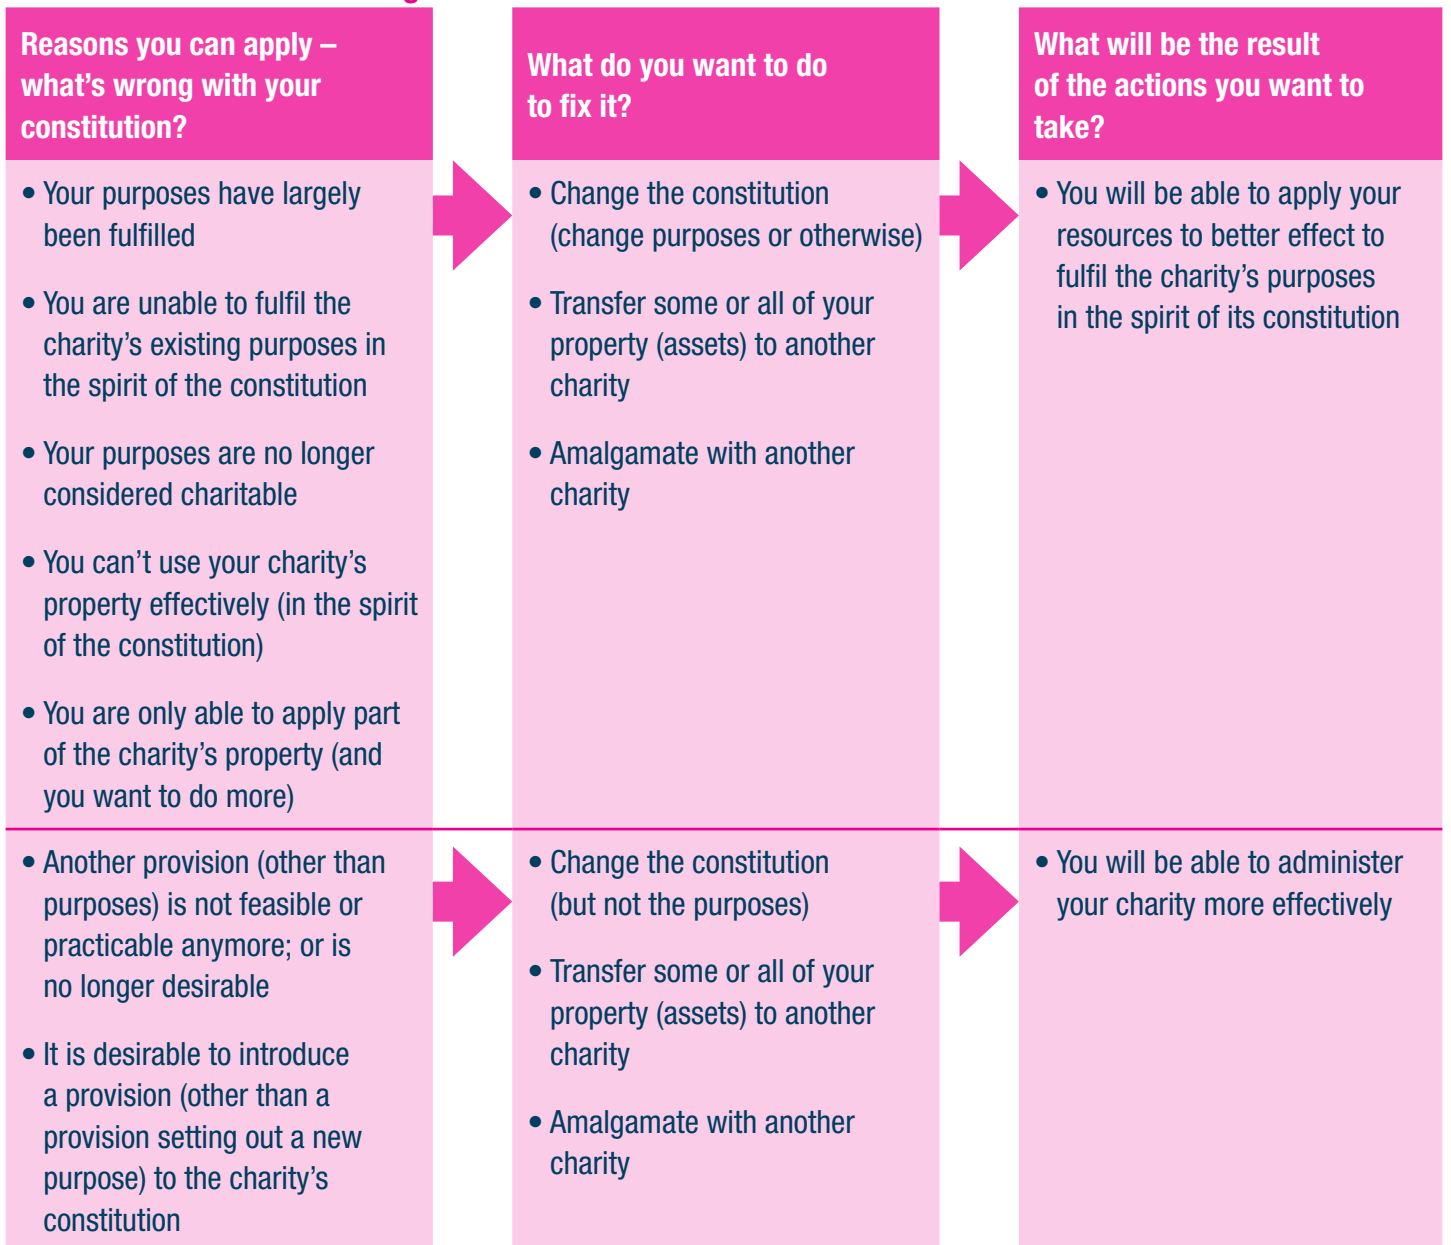 Reasons you can apply –
what’s wrong with your
constitution?
What do you want to do
to fix it?
What will be the result
of the actions you want to
take?
• Your purposes have largely
been fulfilled
• You are unable to fulfil the
charity’s existing purposes in
the spirit of the constitution
• Your purposes are no longer
considered charitable
• You can’t use your charity’s
property effectively (in the spirit
of the constitution)
• You are only able to apply part
of the charity’s property (and
you want to do more)
• Change the constitution
(change purposes or otherwise)
• Transfer some or all of your
property (assets) to another
charity
• Amalgamate with another
charity
• You will be able to apply your
resources to better effect to
fulfil the charity’s purposes
in the spirit of its constitution
• Another provision (other than
purposes) is not feasible or
practicable anymore; or is
no longer desirable
• It is desirable to introduce
a provision (other than a
provision setting out a new
purpose) to the charity’s
constitution
• Change the constitution
(but not the purposes)
• Transfer some or all of your
property (assets) to another
charity
• Amalgamate with another
charity
• You will be able to administer
your charity more effectively